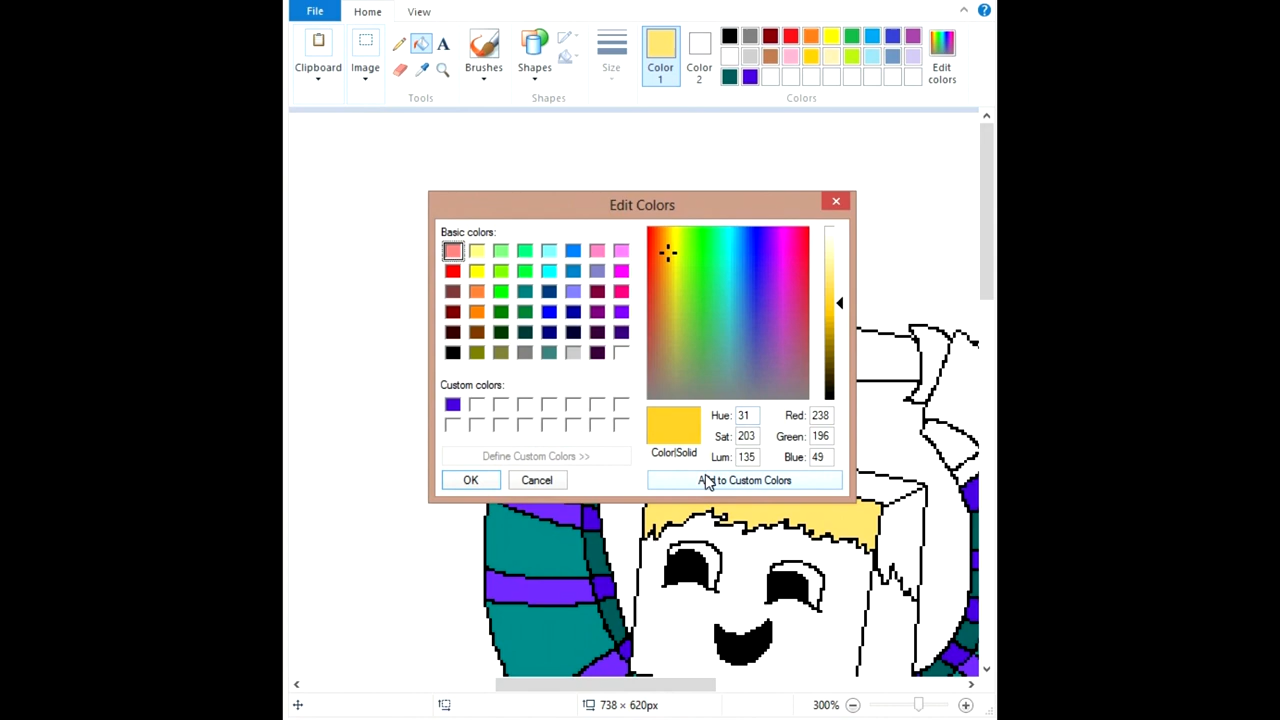 File Home View
Clipboard
Image
Tools
A
Brushes
Shapes
Shapes
Size
Color 1
Color 2
Edit colors
Colors
Edit Colors
Basic colors:
Custom colors:
Define Custom Colors >>
OK Cancel
Color|Solid
Hue: 31 Red: 238
Sat: 203 Green: 196
Lum: 135 Blue: 49
Add to Custom Colors
738 × 620px
300%